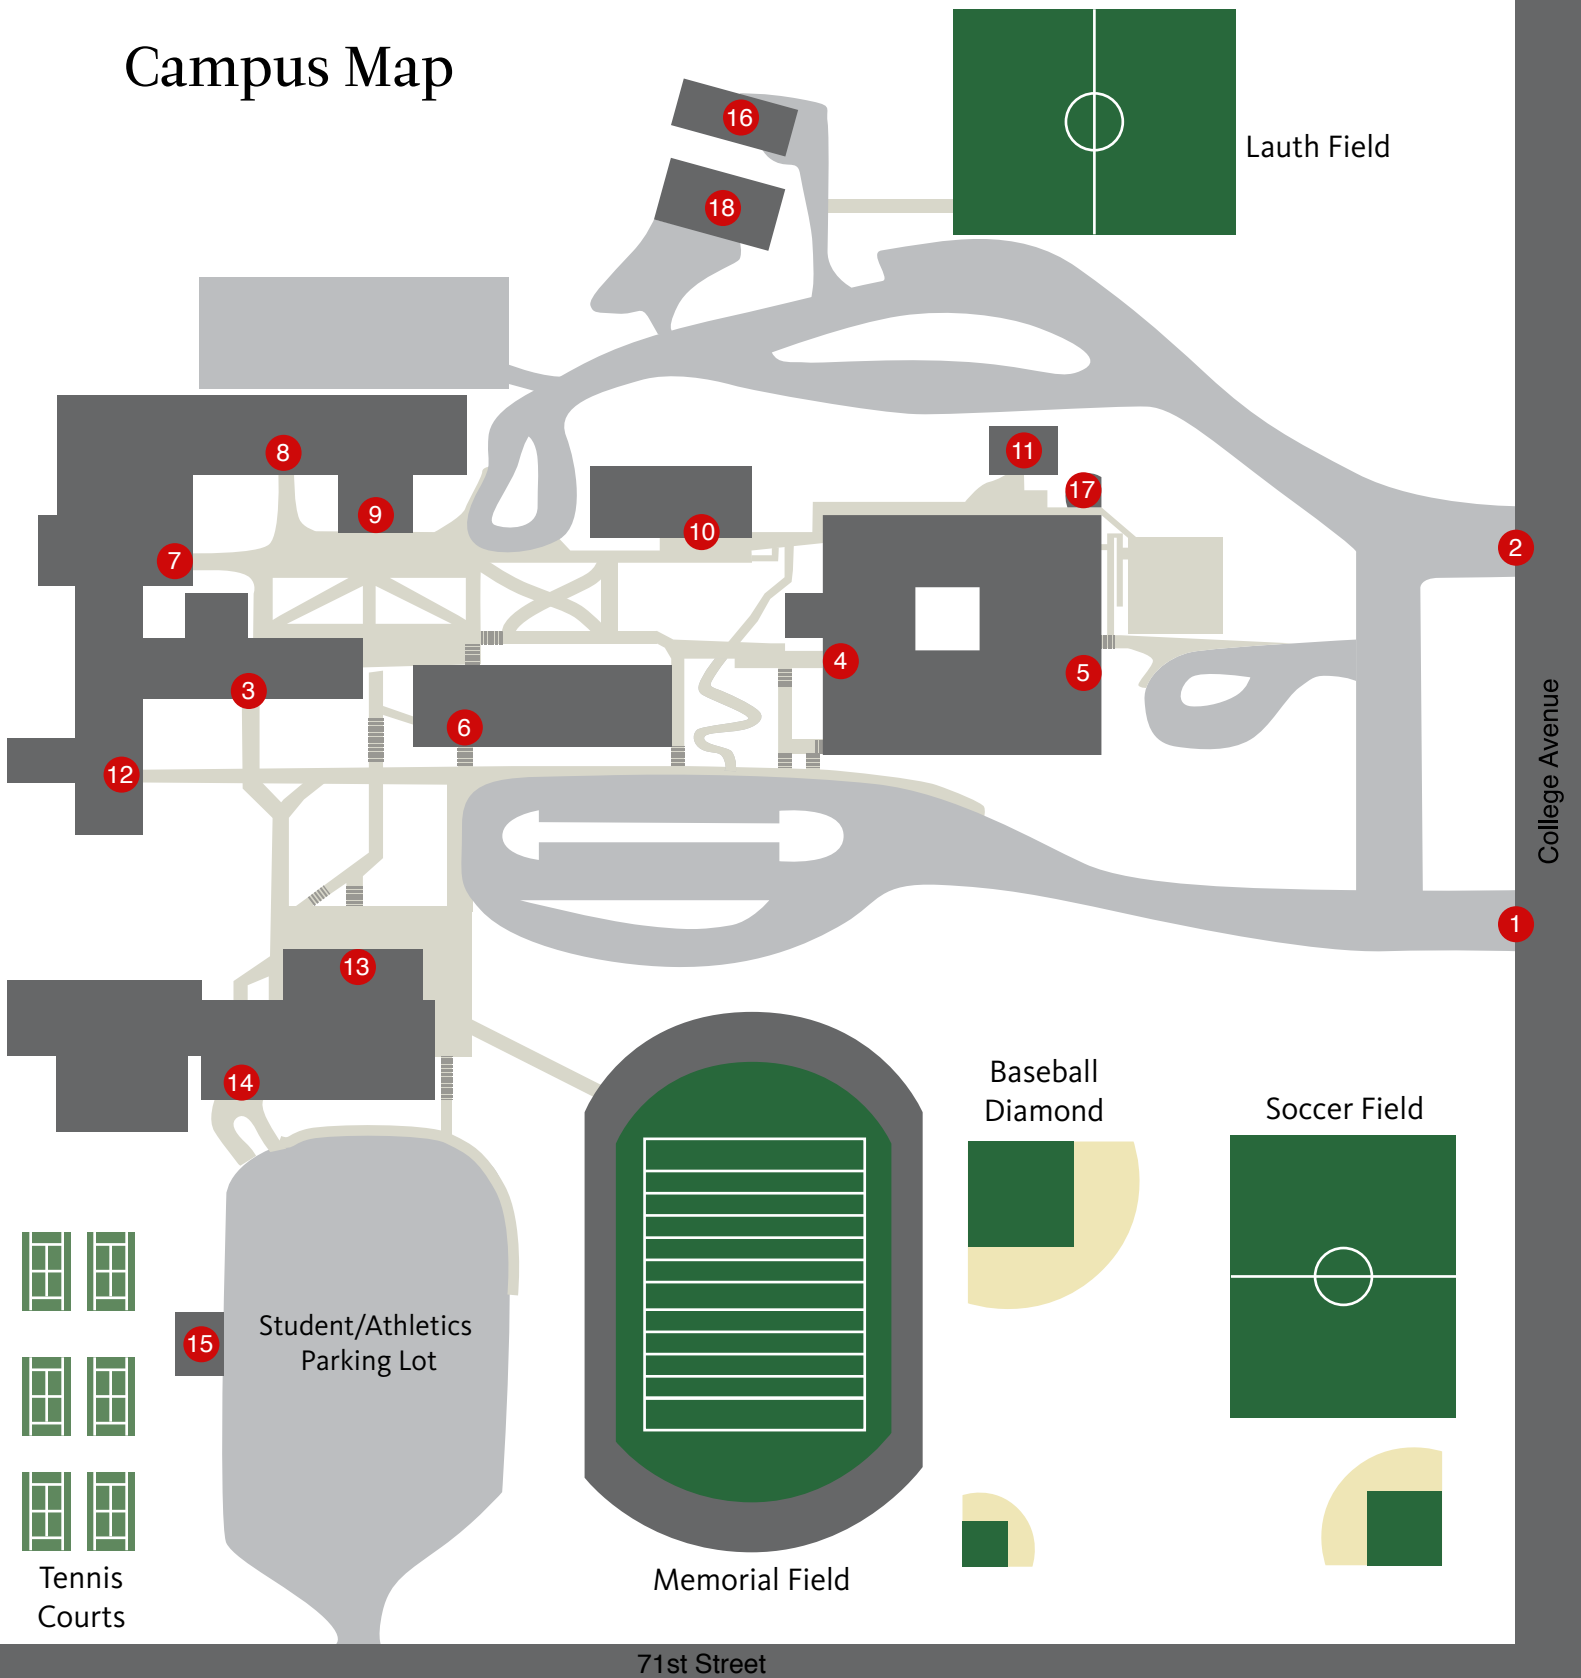 Campus Map
16
Lauth Field
18
8
11
17
9
10
7
2
4
5
3
6
12
College Avenue
1
13
14
Baseball
Diamond
Soccer Field
15
Student/Athletics
Parking Lot
Tennis
Courts
Memorial Field
71st Street